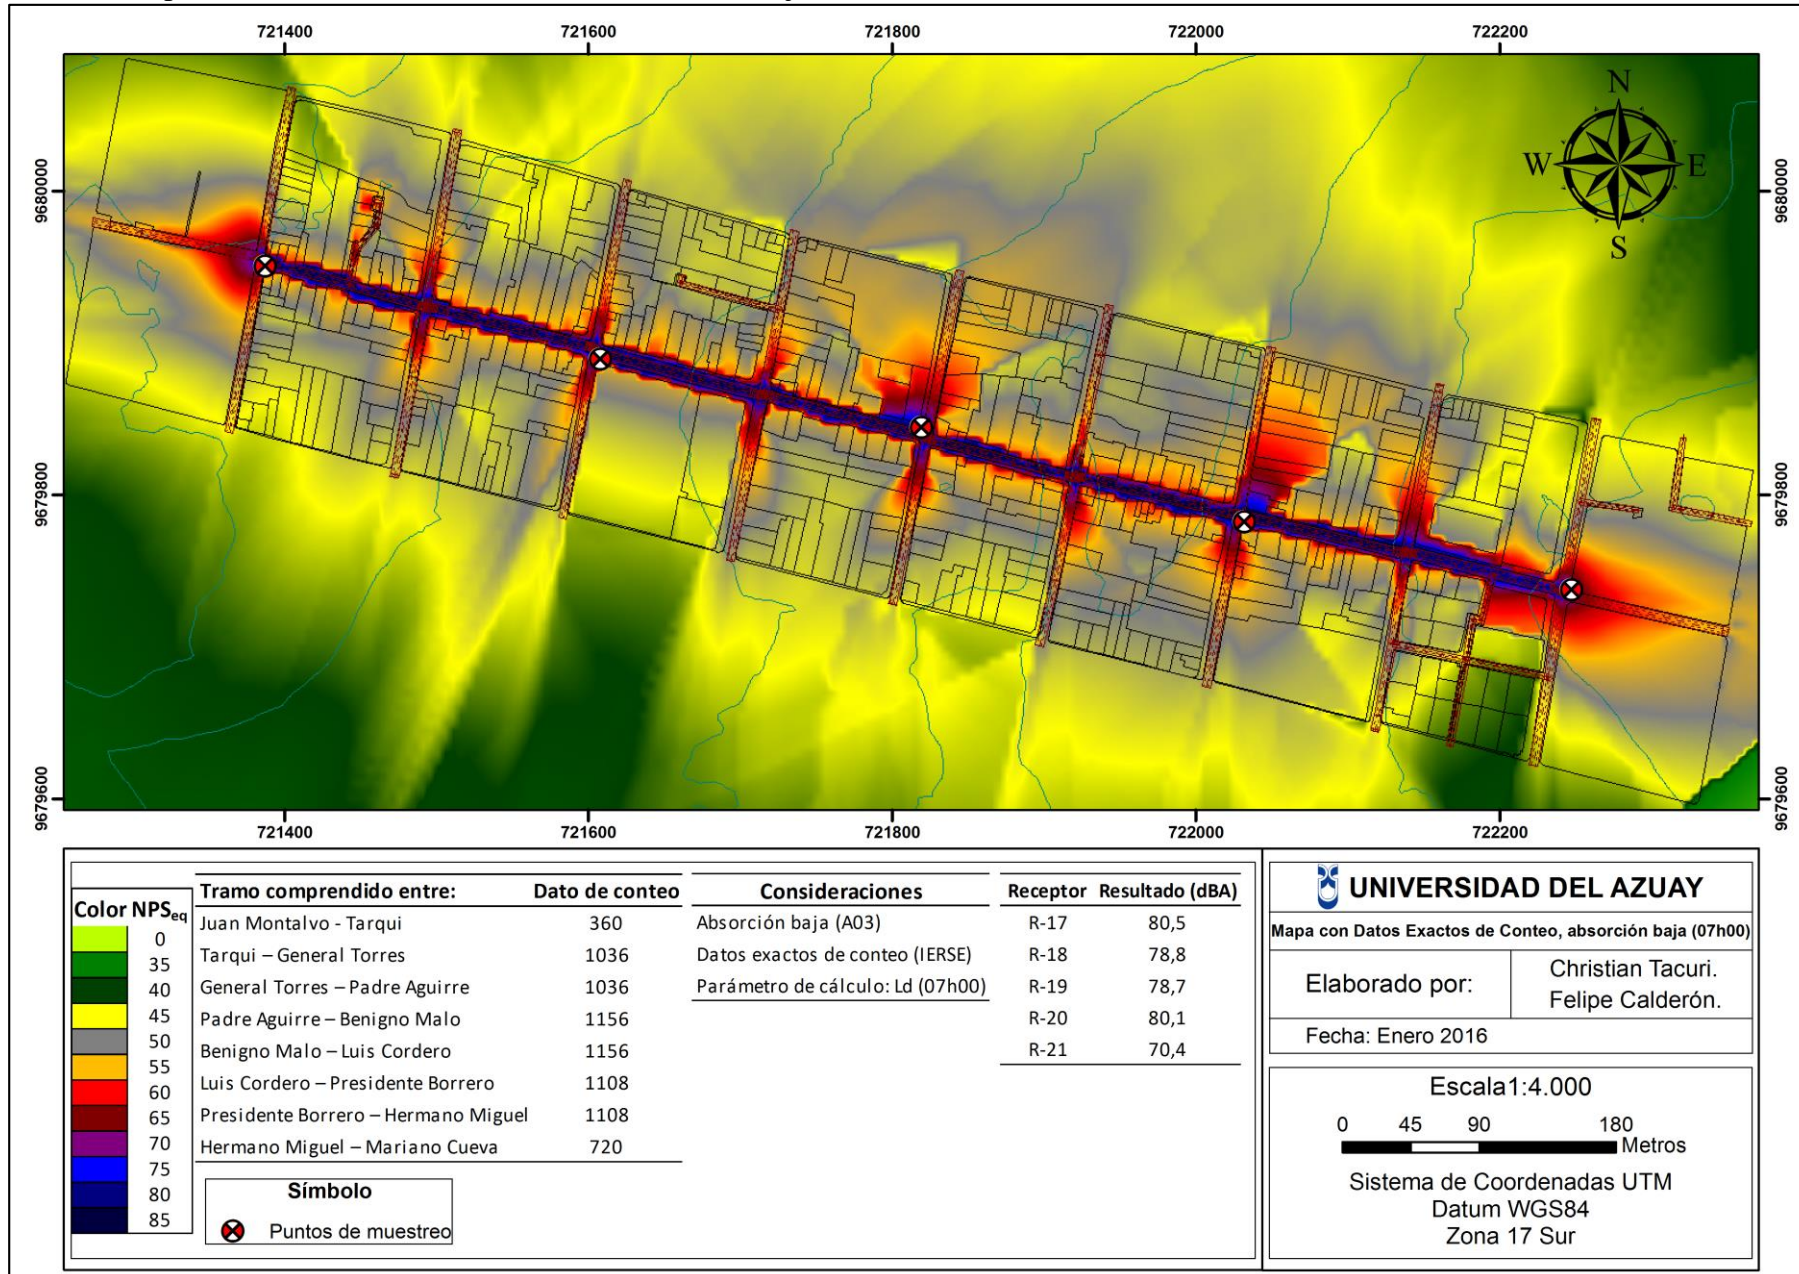 721400 721600 721800 722000 722200
N
W E
S
9680000 9680000
9679800 9679800
9679600 9679600
721400 721600 721800 722000 722200
Color NPSeq
0
35
40
45
50
55
60
65
70
75
80
85
Tramo comprendido entre: Dato de conteo
Juan Montalvo - Tarqui 360
Tarqui – General Torres 1036
General Torres – Padre Aguirre 1036
Padre Aguirre – Benigno Malo 1156
Benigno Malo – Luis Cordero 1156
Luis Cordero – Presidente Borrero 1108
Presidente Borrero – Hermano Miguel 1108
Hermano Miguel – Mariano Cueva 720
Símbolo
Puntos de muestreo
Consideraciones
Absorción baja (A03)
Datos exactos de conteo (IERSE)
Parámetro de cálculo: Ld (07h00)
Receptor Resultado (dBA)
R-17 80,5
R-18 78,8
R-19 78,7
R-20 80,1
R-21 70,4
UNIVERSIDAD DEL AZUAY
Mapa con Datos Exactos de Conteo, absorción baja (07h00)
Elaborado por:
Christian Tacuri.
Felipe Calderón.
Fecha: Enero 2016
Escala1:4.000
0 45 90 180
Metros
Sistema de Coordenadas UTM
Datum WGS84
Zona 17 Sur